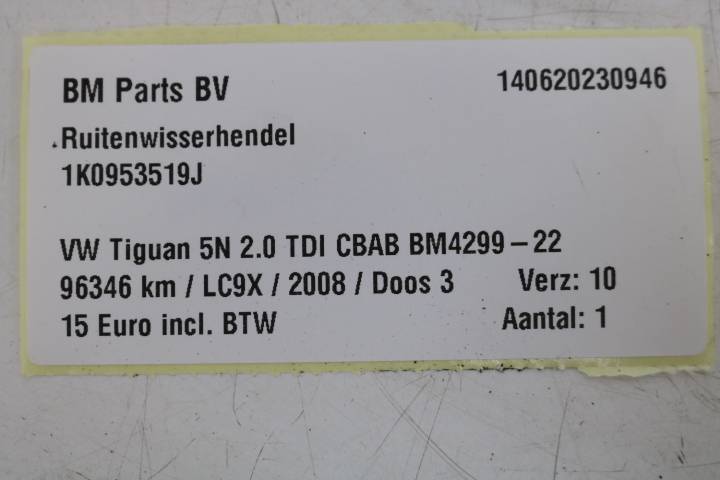 BM Parts BV 140620230946
Ruitenwisserhendel
1K0953519J
VW Tiguan 5N 2.0 TDI CBAB BM4299 – 22
96346 km / LC9X / 2008 / Doos 3 Verz: 10
15 Euro incl. BTW Aantal: 1